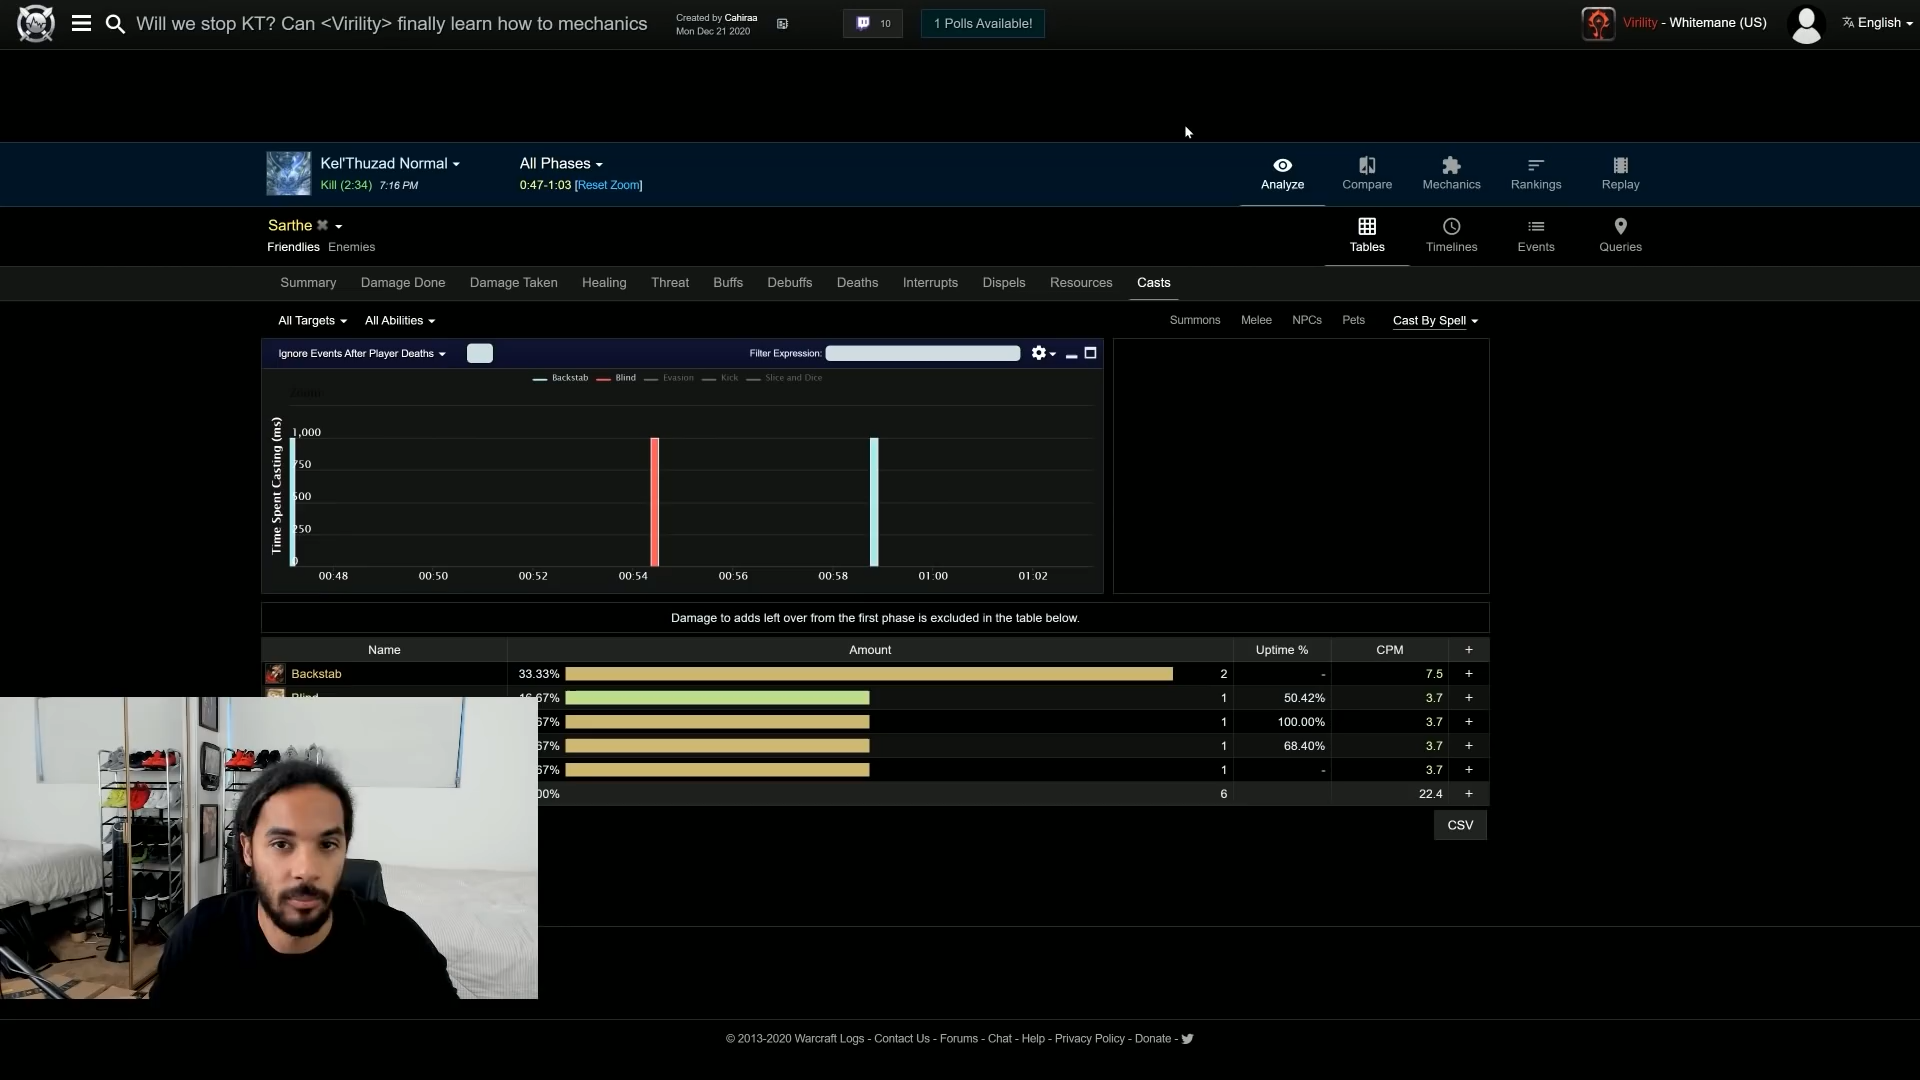 Will we stop KT? Can <Virility> finally learn how to mechanics
Created by Cahiraa
Mon Dec 21 2020
10
1 Polls Available!
Virility - Whitemane (US)
English
Kel'Thuzad Normal
Kill (2:34) 7:16 PM
All Phases
0:47-1:03 [Reset Zoom]
Analyze
Compare
Mechanics
Rankings
Replay
Sarthe
Friendlies Enemies
Tables
Timelines
Events
Queries
Summary Damage Done Damage Taken Healing Threat Buffs Debuffs Deaths Interrupts Dispels Resources Casts
All Targets All Abilities
Summons Melee NPCs Pets Cast By Spell
Ignore Events After Player Deaths
Filter Expression:
Backstab Blind Evasion Kick Slice and Dice
Zoom
Time Spent Casting (ms)
1,000
750
500
250
0
00:48 00:50 00:52 00:54 00:56 00:58 01:00 01:02
Damage to adds left over from the first phase is excluded in the table below.
Name Amount Uptime % CPM +
Backstab 33.33% 2 - 7.5 +
Blind 16.67% 1 50.42% 3.7 +
67% 1 100.00% 3.7 +
67% 1 68.40% 3.7 +
67% 1 - 3.7 +
00% 6 22.4 +
CSV
© 2013-2020 Warcraft Logs - Contact Us - Forums - Chat - Help - Privacy Policy - Donate -